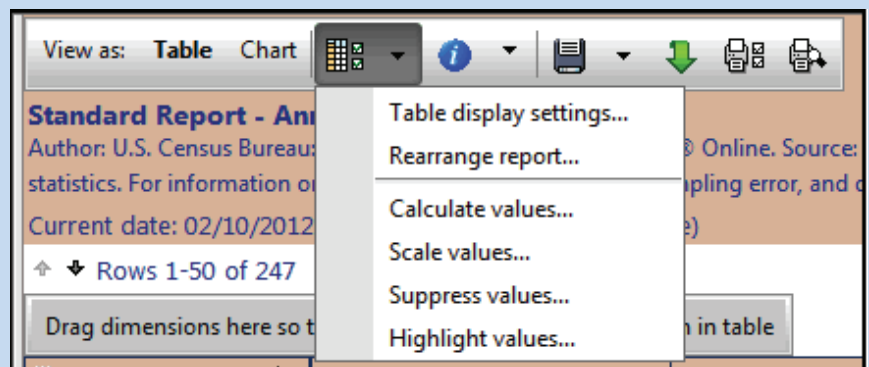 View as: Table Chart
Standard Report - Ann
Author: U.S. Census Bureau:
® Online. Source:
statistics. For information on
pling error, and
Current date: 02/10/2012
e)
Rows 1-50 of 247
Drag dimensions here so t
in table
Table display settings...
Rearrange report...
Calculate values...
Scale values...
Suppress values...
Highlight values...